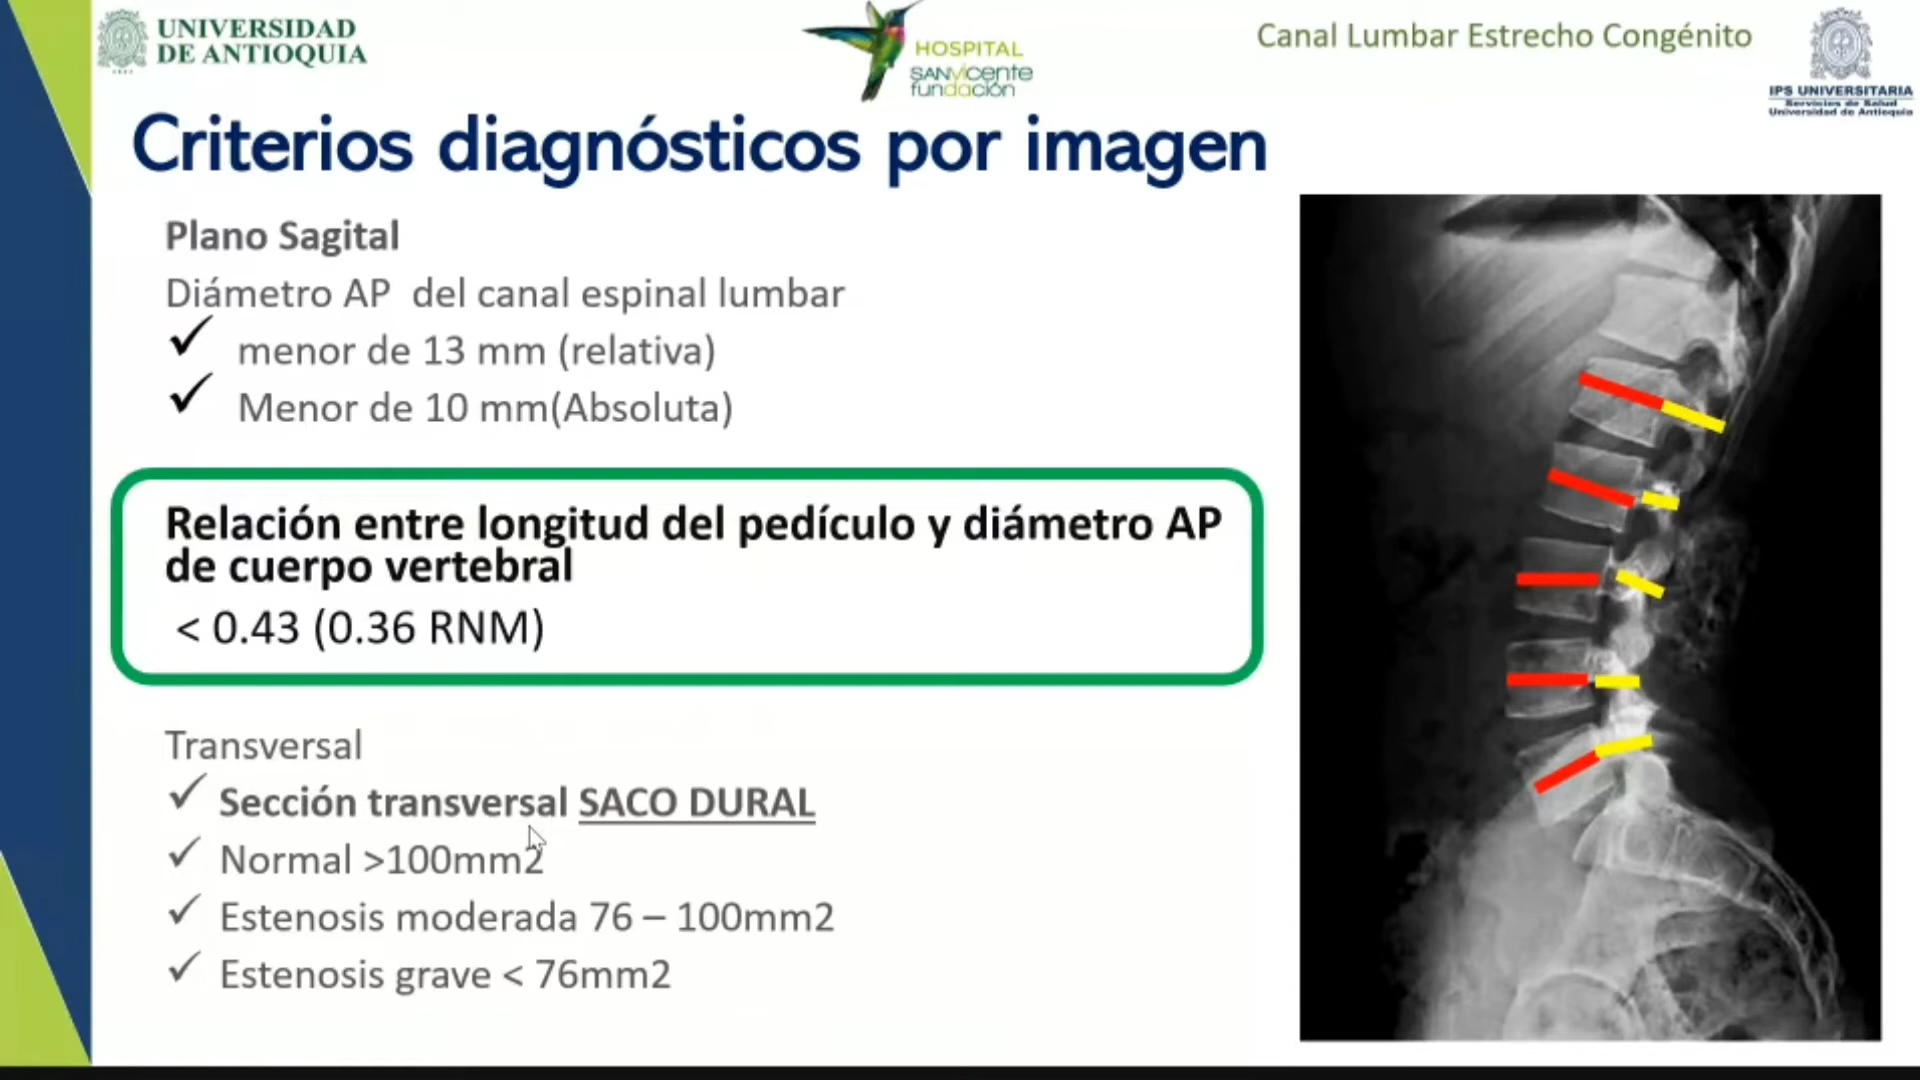 UNIVERSIDAD
DE ANTIOQUIA
1803
HOSPITAL
SANVICENTE
fundación
Canal Lumbar Estrecho Congénito
IPS UNIVERSITARIA
Servicios de Salud
Universidad de Antioquia
Criterios diagnósticos por imagen
Plano Sagital
Diámetro AP del canal espinal lumbar
✓ menor de 13 mm (relativa)
✓ Menor de 10 mm(Absoluta)
Relación entre longitud del pedículo y diámetro AP
de cuerpo vertebral
< 0.43 (0.36 RNM)
Transversal
✓ Sección transversal SACO DURAL
✓ Normal >100mm2
✓ Estenosis moderada 76 – 100mm2
✓ Estenosis grave < 76mm2